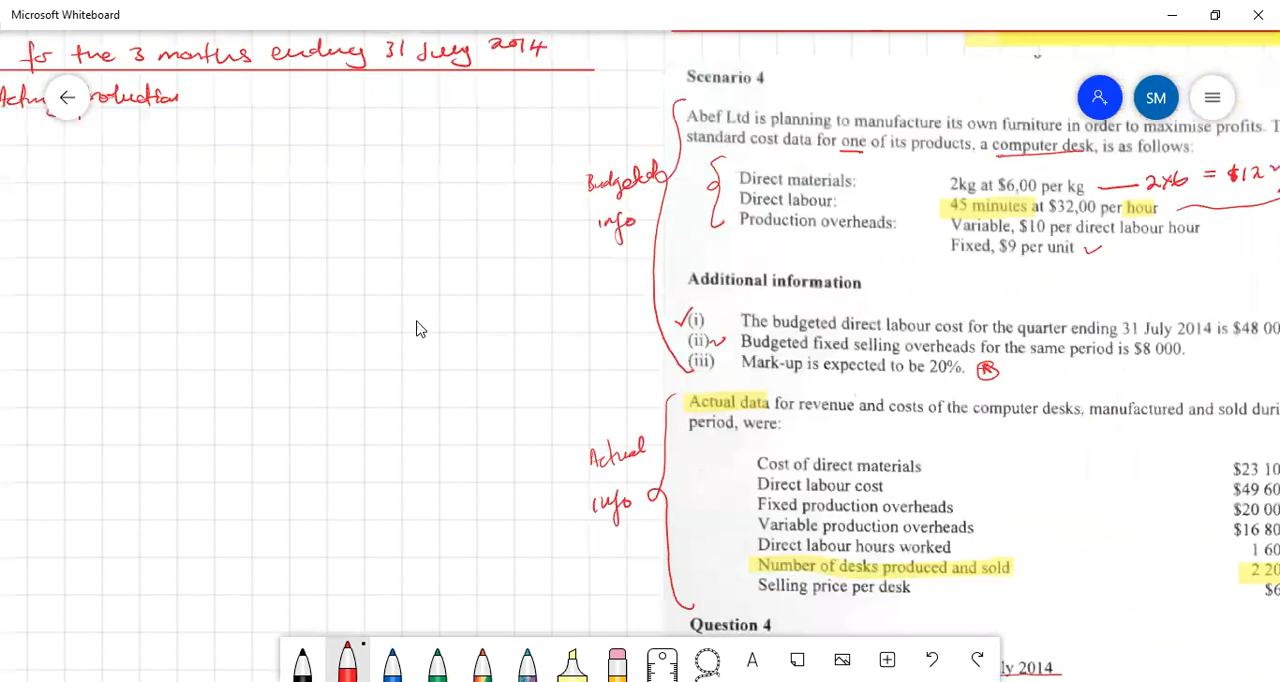 Microsoft Whiteboard
for the 3 months ending 31 July 2014
SM
Scenario 4
Abef Ltd is planning to manufacture its own furniture in order to maximise profits. T
standard cost data for one of its products, a computer desk, is as follows:
Budgeted
info
Direct materials: 2kg at $6,00 per kg 2x6 = $12
Direct labour: 45 minutes at $32,00 per hour
Production overheads: Variable, $10 per direct labour hour
Fixed, $9 per unit
Additional information
(i) The budgeted direct labour cost for the quarter ending 31 July 2014 is $48 00
(ii) Budgeted fixed selling overheads for the same period is $8 000.
(iii) Mark-up is expected to be 20%.
Actual data for revenue and costs of the computer desks, manufactured and sold duri
period, were:
Actual
info
Cost of direct materials $23 10
Direct labour cost $49 60
Fixed production overheads $20 00
Variable production overheads $16 80
Direct labour hours worked 1 60
Number of desks produced and sold 2 20
Selling price per desk $6
Question 4
ly 2014
A